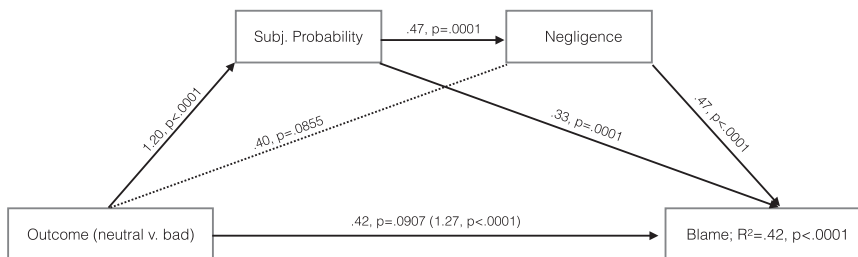 Subj. Probability
.47, p=.0001
Negligence
1.20, p<.0001
.40, p=.0855
.33, p=.0001
.47, p<.0001
Outcome (neutral v. bad)
.42, p=.0907 (1.27, p<.0001)
Blame; R²=.42, p<.0001